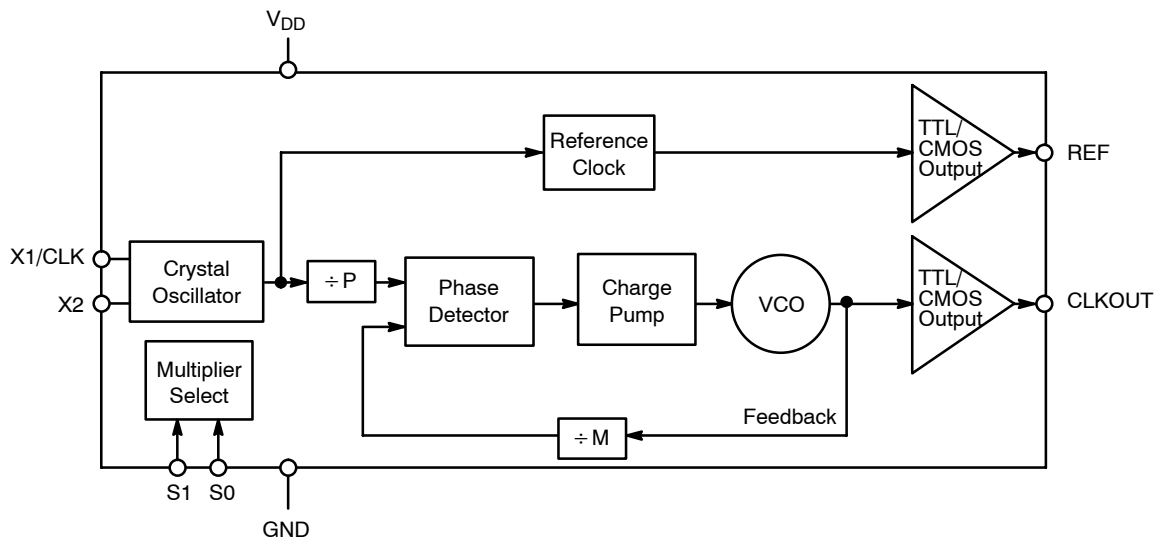 VDD
Reference
Clock
TTL/
CMOS
Output
REF
X1/CLK
X2
Crystal
Oscillator
÷ P
Phase
Detector
Charge
Pump
VCO
TTL/
CMOS
Output
CLKOUT
Multiplier
Select
Feedback
÷ M
S1
S0
GND